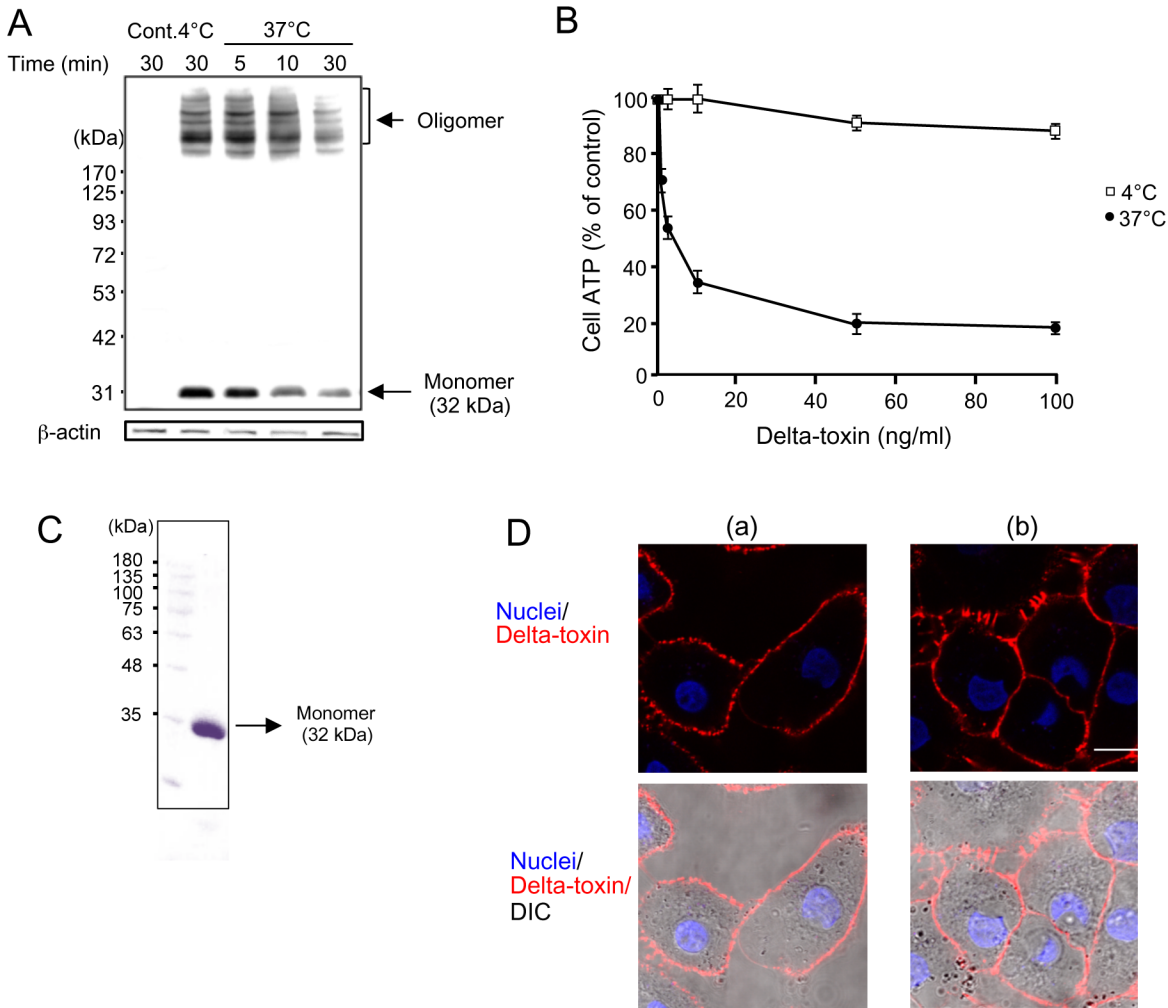 A
Cont.4°C 37°C
Time (min) 30 30 5 10 30
(kDa)
170
125
93
72
53
42
31
Oligomer
Monomer
(32 kDa)
β-actin
B
Cell ATP (% of control)
100
80
60
40
20
0
0 20 40 60 80 100
Delta-toxin (ng/ml)
4°C
37°C
C
(kDa)
180
135
100
75
63
48
35
Monomer
(32 kDa)
D
(a) (b)
Nuclei/
Delta-toxin
Nuclei/
Delta-toxin/
DIC